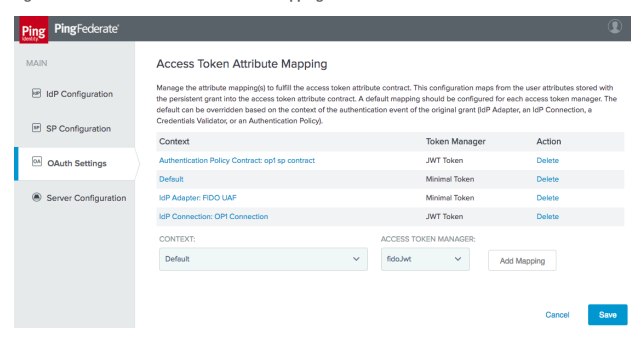 Ping
Identity
PingFederate®
MAIN
IdP IdP Configuration
SP SP Configuration
OA OAuth Settings
Server Configuration
Access Token Attribute Mapping
Manage the attribute mapping(s) to fulfill the access token attribute contract. This configuration maps from the user attributes stored with
the persistent grant into the access token attribute contract. A default mapping should be configured for each access token manager. The
default can be overridden based on the context of the authentication event of the original grant (IdP Adapter, an IdP Connection, a
Credentials Validator, or an Authentication Policy).
Context Token Manager Action
Authentication Policy Contract: op1 sp contract JWT Token Delete
Default Minimal Token Delete
IdP Adapter: FIDO UAF Minimal Token Delete
IdP Connection: OP1 Connection JWT Token Delete
CONTEXT: ACCESS TOKEN MANAGER:
Default fidoJwt Add Mapping
Cancel Save